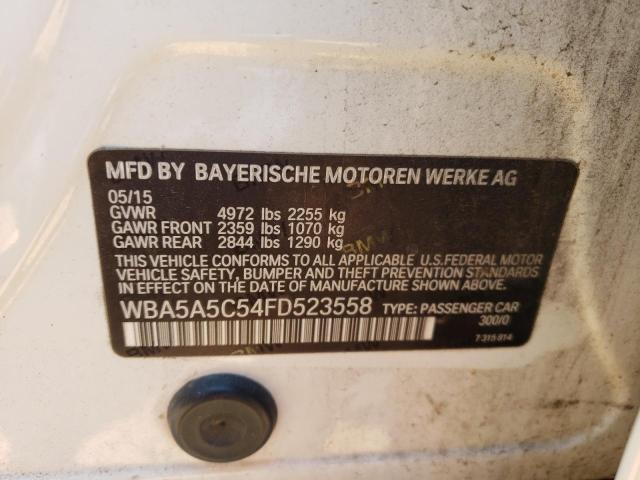 MFD BY BAYERISCHE MOTOREN WERKE AG
05/15
GVWR 4972 lbs 2255 kg
GAWR FRONT 2359 lbs 1070 kg
GAWR REAR 2844 lbs 1290 kg
THIS VEHICLE CONFORMS TO ALL APPLICABLE U.S.FEDERAL MOTOR
VEHICLE SAFETY, BUMPER AND THEFT PREVENTION STANDARDS
IN EFFECT ON THE DATE OF MANUFACTURE SHOWN ABOVE.
WBA5A5C54FD523558 TYPE: PASSENGER CAR
300/0
7 315 814